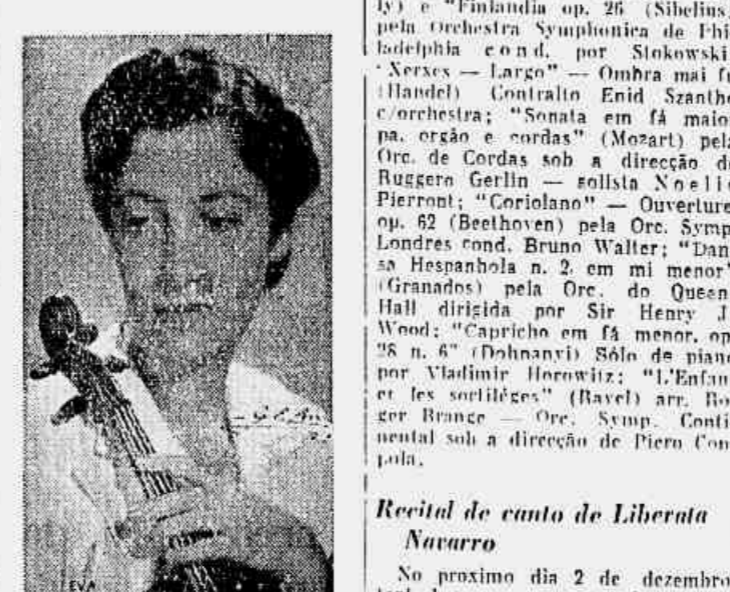 ly) e "Finlandia op. 26 (Sibelius,
pela Orchestra Symphonica de Phi
ladelphia cond. por Stokowski
"Xerxes — Largo" — Ombra mai fu
(Handel) Contralto Enid Szantho
c/orchestra; "Sonata em fá maior
pa. orgão e cordas" (Mozart) pela
Orc. de Cordas sob a direcção de
Ruggero Gerlin — solista Noelie
Pierront; "Coriolano" — Ouverture
op. 62 (Beethoven) pela Orc. Symp.
Londres cond. Bruno Walter; "Dan
sa Hespanhola n. 2, em mi menor"
(Granados) pela Orc. do Queen
Hall dirigida por Sir Henry J.
Wood; "Capricho em fá menor, op.
28 n. 6" (Dohnanyi) Sólo de piano
por Vladimir Horowitz; "L'Enfant
et les sortiléges" (Ravel) arr. Ro
ger Brange — Orc. Symp. Conti
nental sob a direcção de Piero Cop
pola.
Recital de canto de Liberata
Navarro
No proximo dia 2 de dezembro
EVA